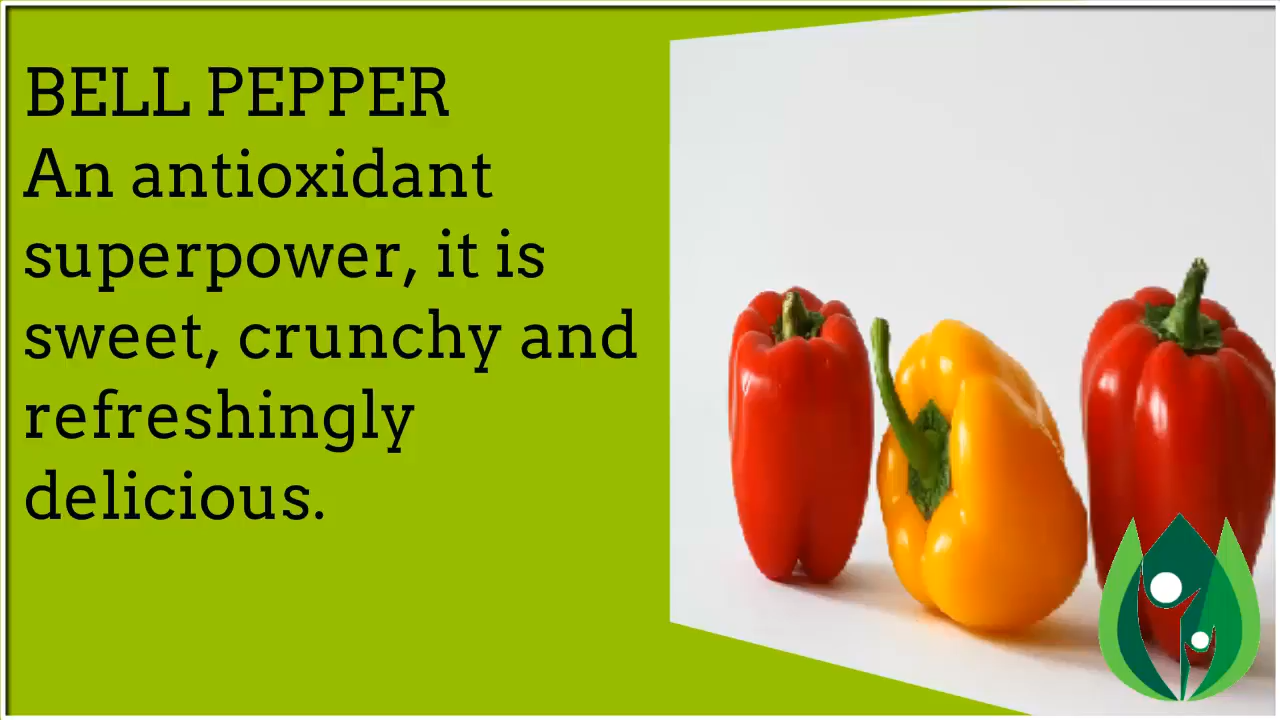 BELL PEPPER
An antioxidant
superpower, it is
sweet, crunchy and
refreshingly
delicious.